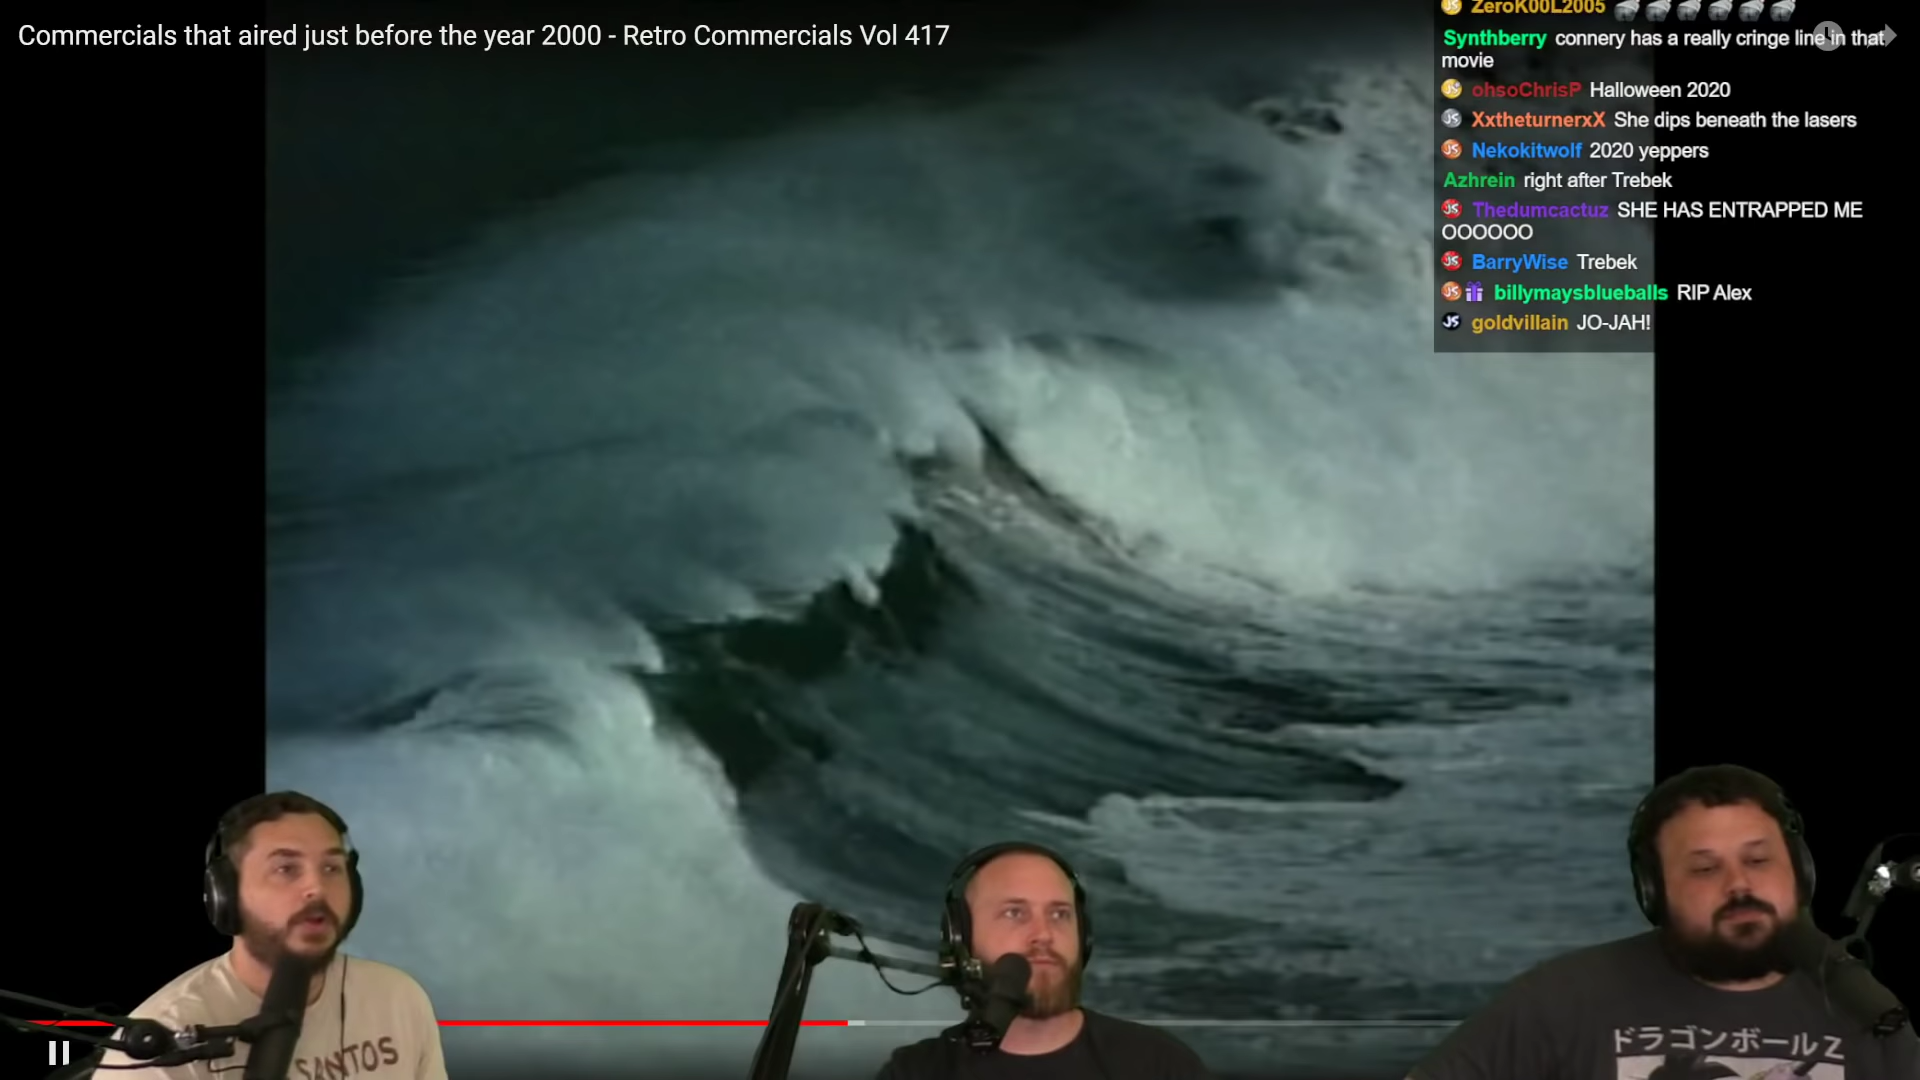 Commercials that aired just before the year 2000 - Retro Commercials Vol 417
ZeroK00L2005
Synthberry connery has a really cringe line in that
movie
ohsoChrisP Halloween 2020
XxtheturnerxX She dips beneath the lasers
Nekokitwolf 2020 yeppers
Azhrein right after Trebek
Thedumcactuz SHE HAS ENTRAPPED ME
OOOOOO
BarryWise Trebek
billymaysblueballs RIP Alex
goldvillain JO-JAH!
SANTOS
ドラゴンボールZ